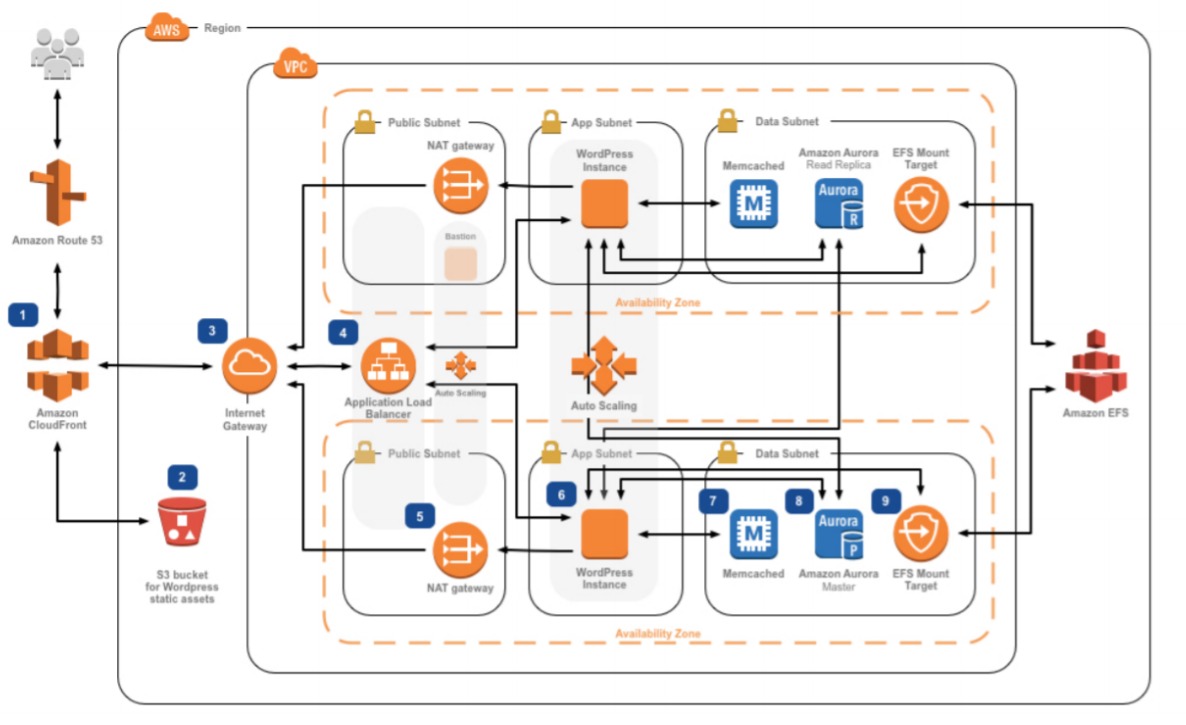 AWS
Region
VPC
Public Subnet
App Subnet
Data Subnet
NAT gateway
WordPress
Instance
Memcached
Amazon Aurora
Read Replica
EFS Mount
Target
Aurora
R
M
Bastion
Amazon Route 53
Availability Zone
1
3
4
Amazon
CloudFront
Internet
Gateway
Application Load
Balancer
Auto Scaling
Auto Scaling
Amazon EFS
Availability Zone
Public Subnet
App Subnet
Data Subnet
2
5
6
7
8
9
Aurora
P
M
S3 bucket
for Wordpress
static assets
NAT gateway
WordPress
Instance
Memcached
Amazon Aurora
Master
EFS Mount
Target
Availability Zone